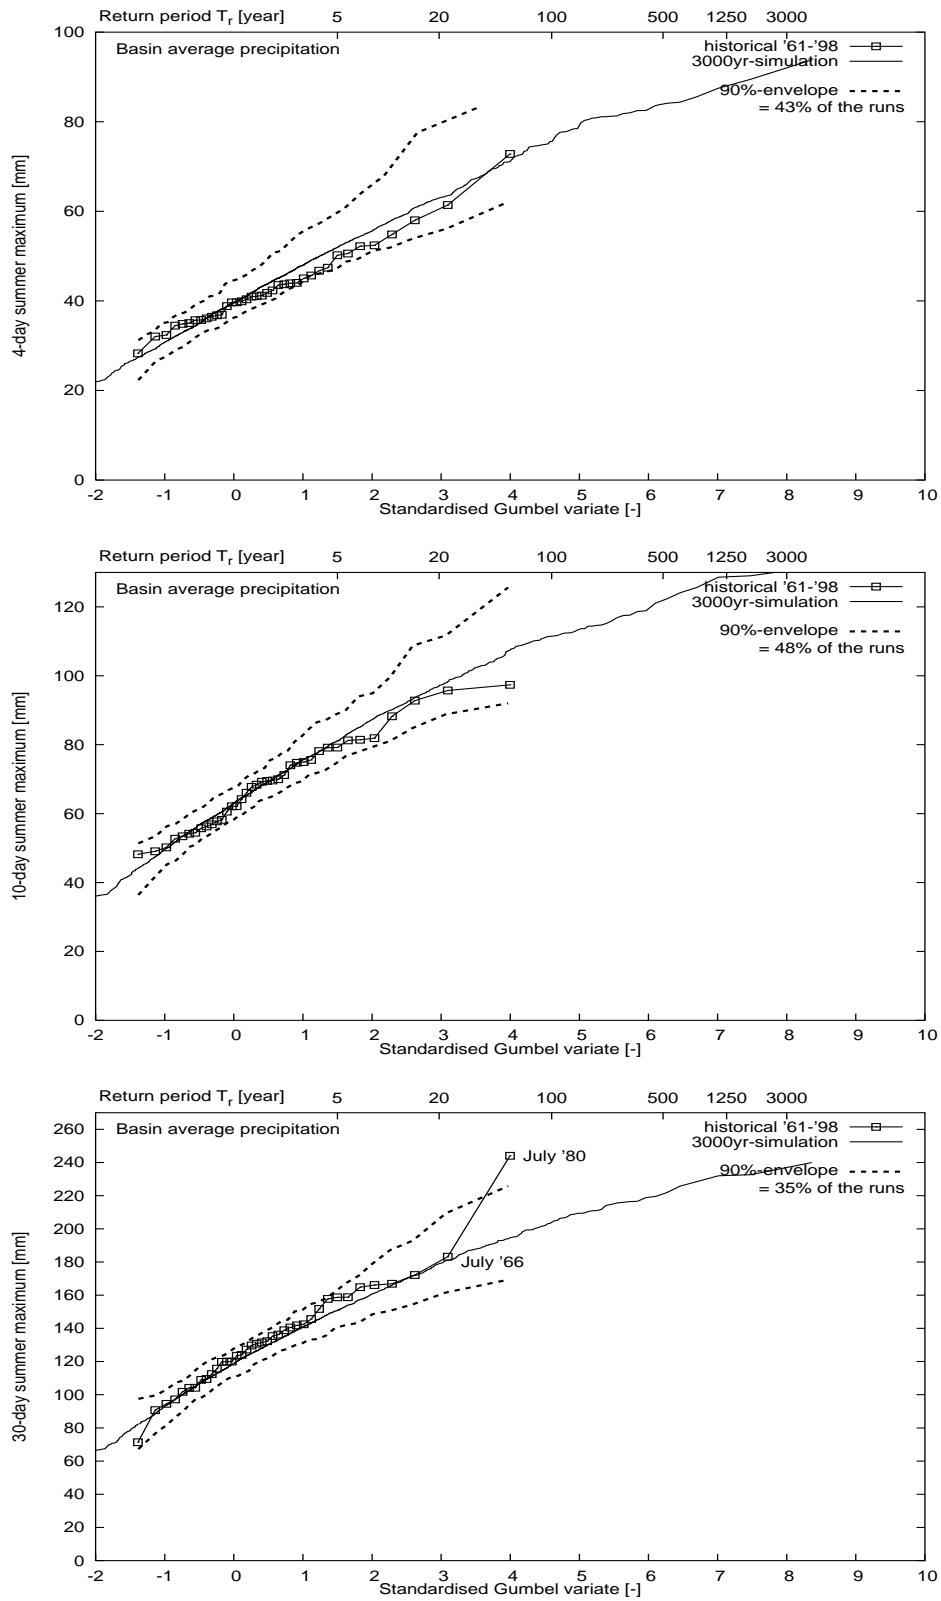 Return period Tr [year] 5 20 100 500 1250 3000
100
80
60
40
20
0
4-day summer maximum [mm]
Basin average precipitation
historical '61-'98
3000yr-simulation
90%-envelope
= 43% of the runs
-2 -1 0 1 2 3 4 5 6 7 8 9 10
Standardised Gumbel variate [-]
Return period Tr [year] 5 20 100 500 1250 3000
120
100
80
60
40
20
0
10-day summer maximum [mm]
Basin average precipitation
historical '61-'98
3000yr-simulation
90%-envelope
= 48% of the runs
-2 -1 0 1 2 3 4 5 6 7 8 9 10
Standardised Gumbel variate [-]
Return period Tr [year] 5 20 100 500 1250 3000
260
240
220
200
180
160
140
120
100
80
60
40
20
0
30-day summer maximum [mm]
Basin average precipitation
historical '61-'98
3000yr-simulation
90%-envelope
= 35% of the runs
July '80
July '66
-2 -1 0 1 2 3 4 5 6 7 8 9 10
Standardised Gumbel variate [-]